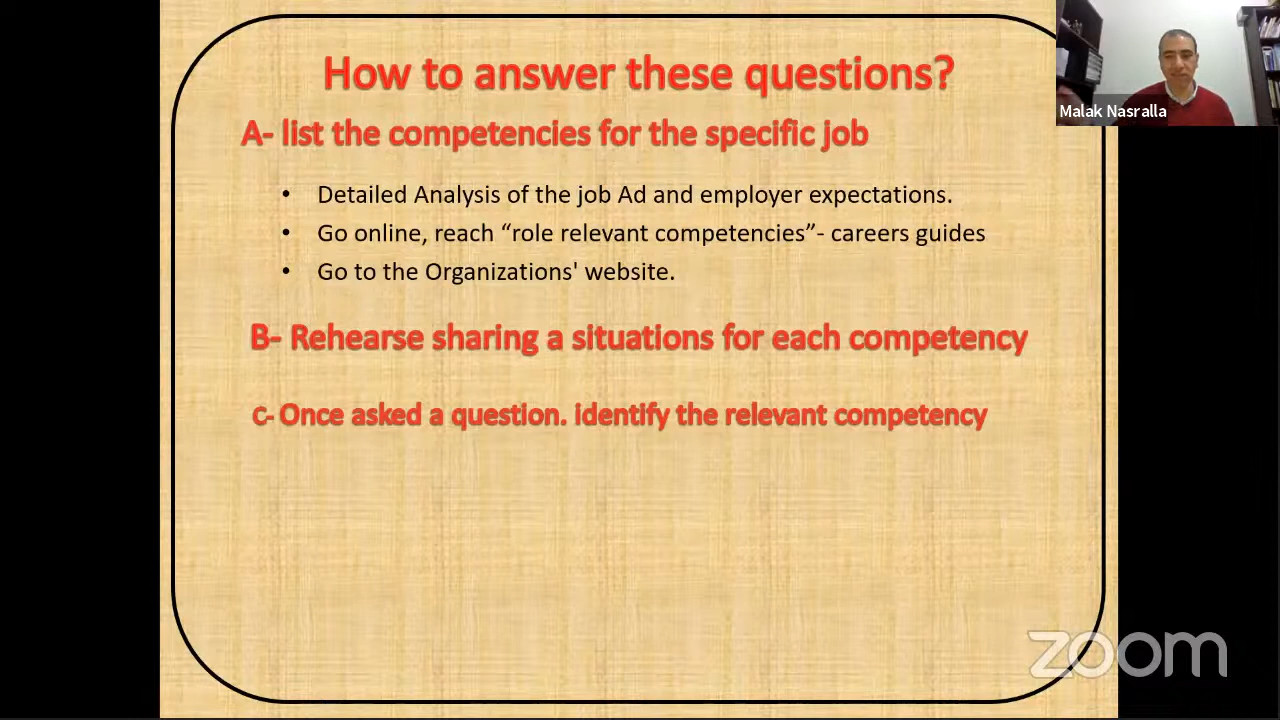 How to answer these questions?
Malak Nasralla
A- list the competencies for the specific job
• Detailed Analysis of the job Ad and employer expectations.
• Go online, reach “role relevant competencies”- careers guides
• Go to the Organizations' website.
B- Rehearse sharing a situations for each competency
C- Once asked a question. identify the relevant competency
zoom